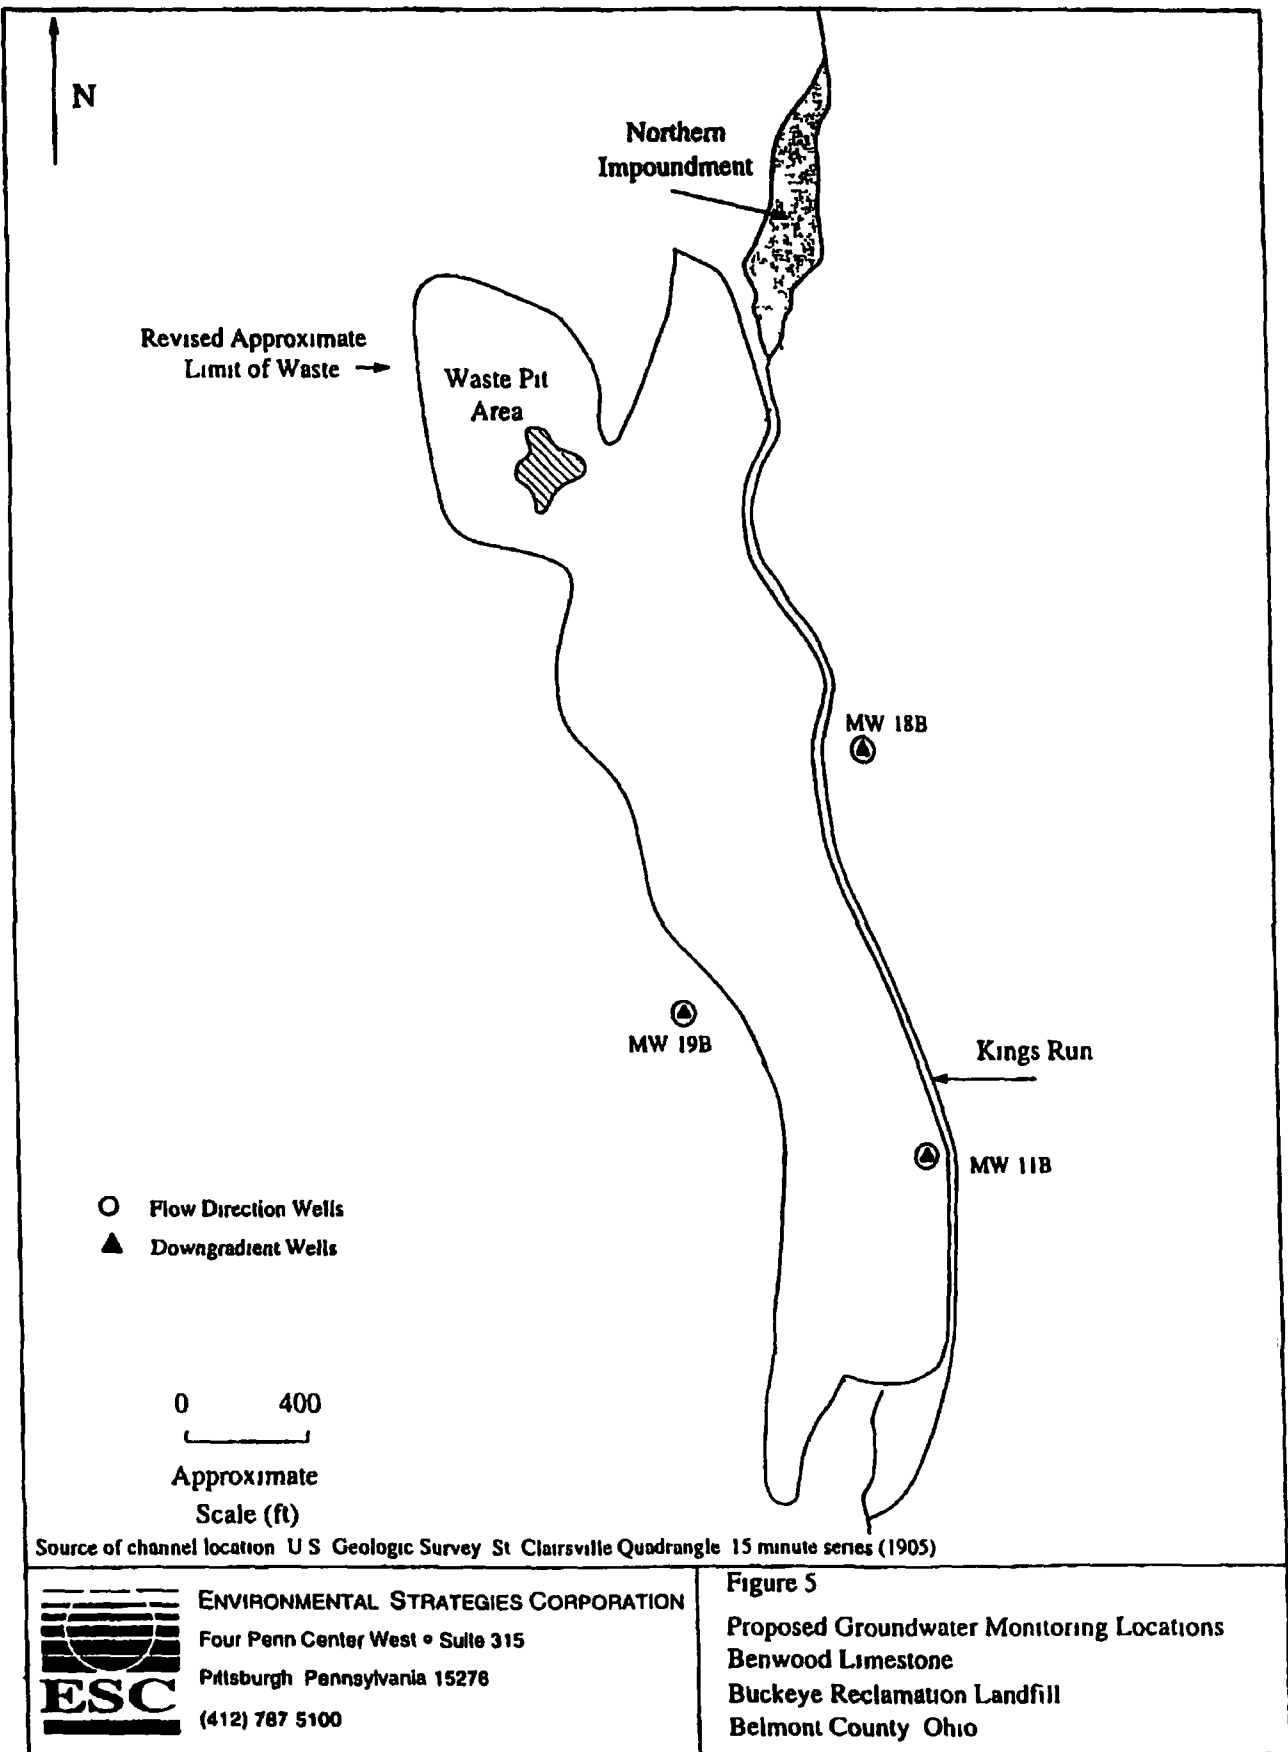 N
Northern
Impoundment
Revised Approximate
Limit of Waste
Waste Pit
Area
MW 18B
MW 19B
Kings Run
MW 11B
Flow Direction Wells
Downgradient Wells
0 400
Approximate
Scale (ft)
Source of channel location U S Geologic Survey St Clairsville Quadrangle 15 minute series (1905)
ESC
ENVIRONMENTAL STRATEGIES CORPORATION
Four Penn Center West • Suite 315
Pittsburgh Pennsylvania 15276
(412) 787 5100
Figure 5
Proposed Groundwater Monitoring Locations
Benwood Limestone
Buckeye Reclamation Landfill
Belmont County Ohio